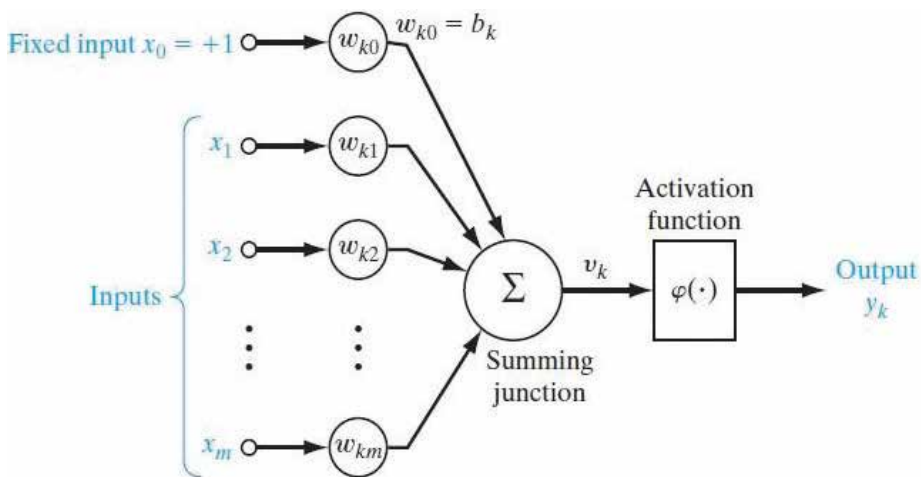 Fixed input x₀ = +1
wₖ₀
wₖ₀ = bₖ
x₁
wₖ₁
x₂
wₖ₂
Inputs
⋮
⋮
xₘ
wₖₘ
Σ
Summing
junction
vₖ
Activation
function
φ(·)
Output
yₖ